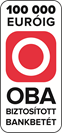 100 000
EURÓIG
OBA
BIZTOSÍTOTT
BANKBETÉT